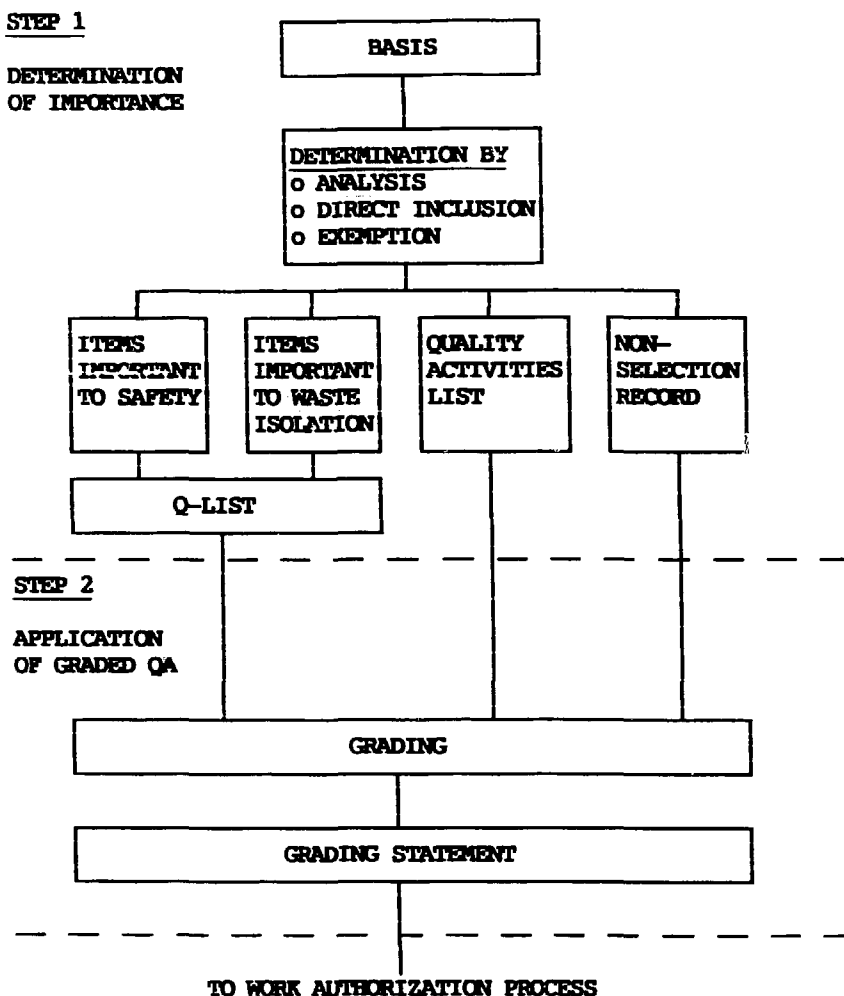 STEP 1
DETERMINATION
OF IMPORTANCE
BASIS
DETERMINATION BY
o ANALYSIS
o DIRECT INCLUSION
o EXEMPTION
ITEMS
IMPORTANT
TO SAFETY
ITEMS
IMPORTANT
TO WASTE
ISOLATION
QUALITY
ACTIVITIES
LIST
NON-
SELECTION
RECORD
Q-LIST
STEP 2
APPLICATION
OF GRADED QA
GRADING
GRADING STATEMENT
TO WORK AUTHORIZATION PROCESS